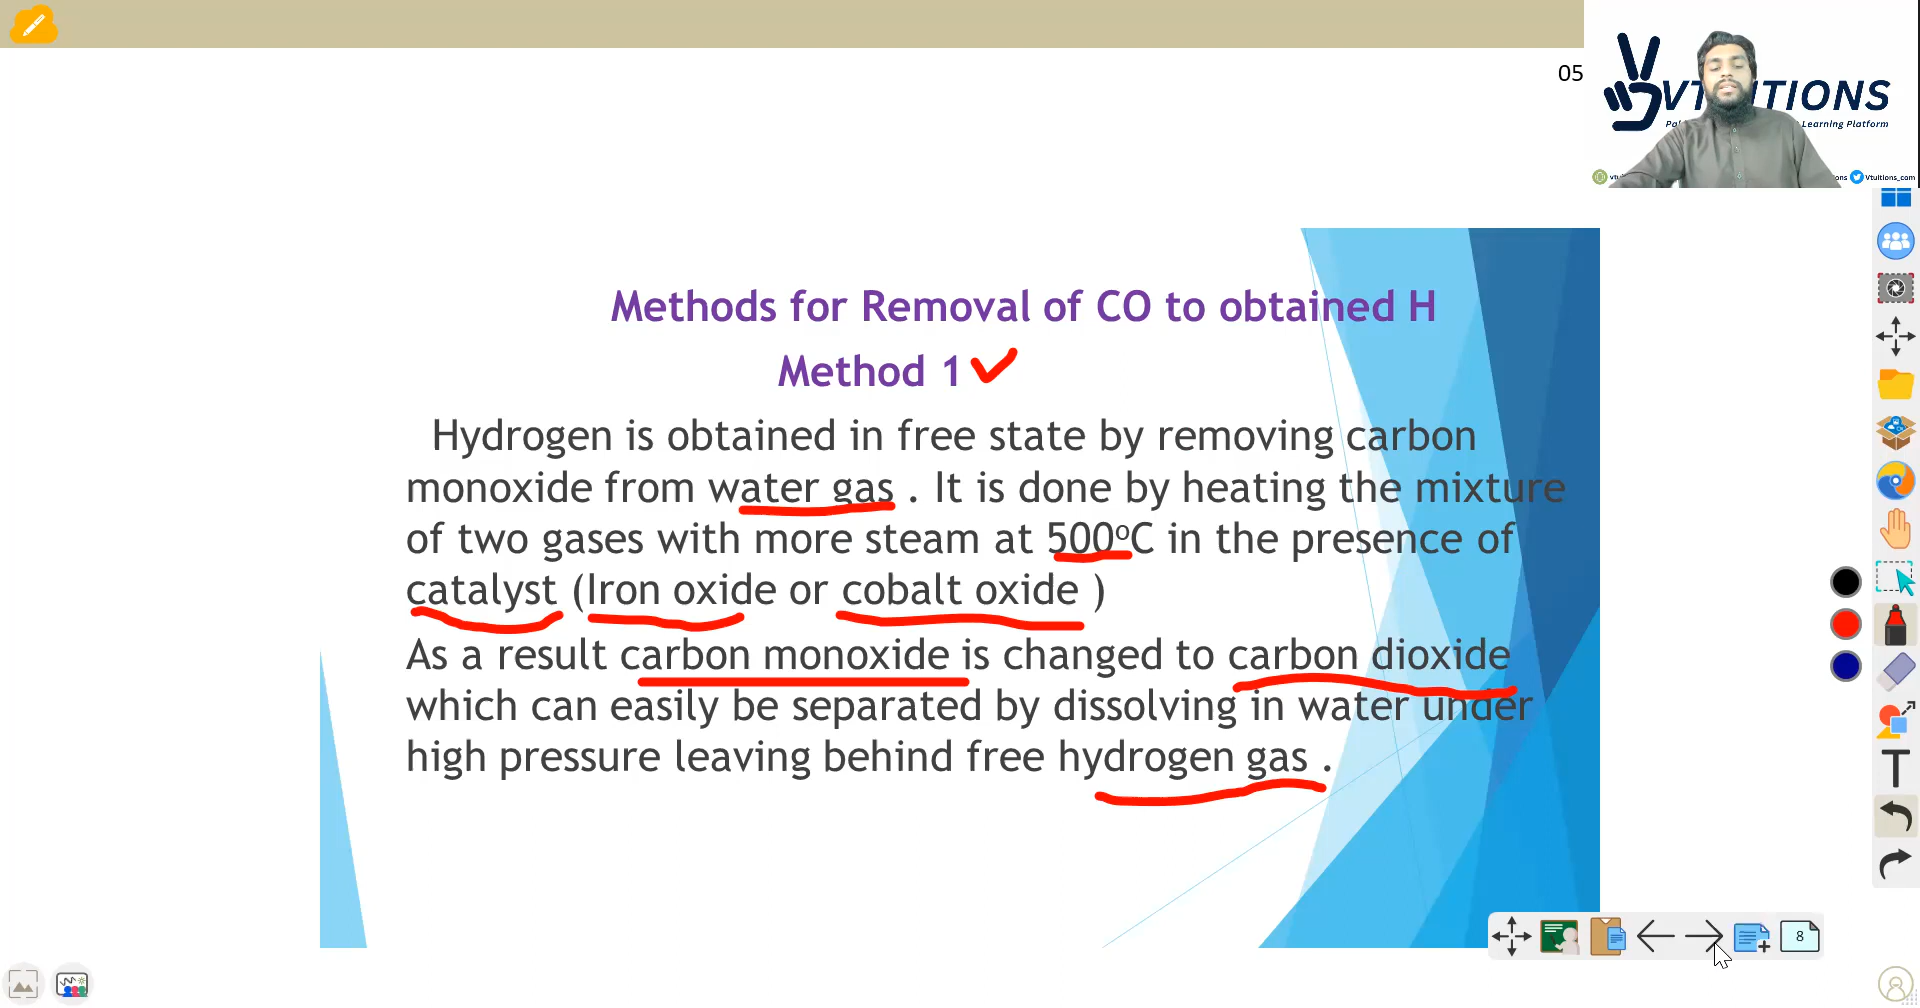 05
VTUITIONS
Learning Platform
Vtuitions_com
Methods for Removal of CO to obtained H
Method 1
Hydrogen is obtained in free state by removing carbon
monoxide from water gas . It is done by heating the mixture
of two gases with more steam at 500ºC in the presence of
catalyst (Iron oxide or cobalt oxide )
As a result carbon monoxide is changed to carbon dioxide
which can easily be separated by dissolving in water under
high pressure leaving behind free hydrogen gas .
T
8